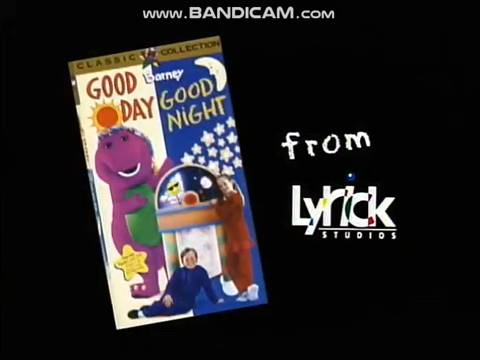 www.BANDICAM.com
CLASSIC COLLECTION
Barney
GOOD DAY
GOOD NIGHT
from
Lyrick
STUDIOS